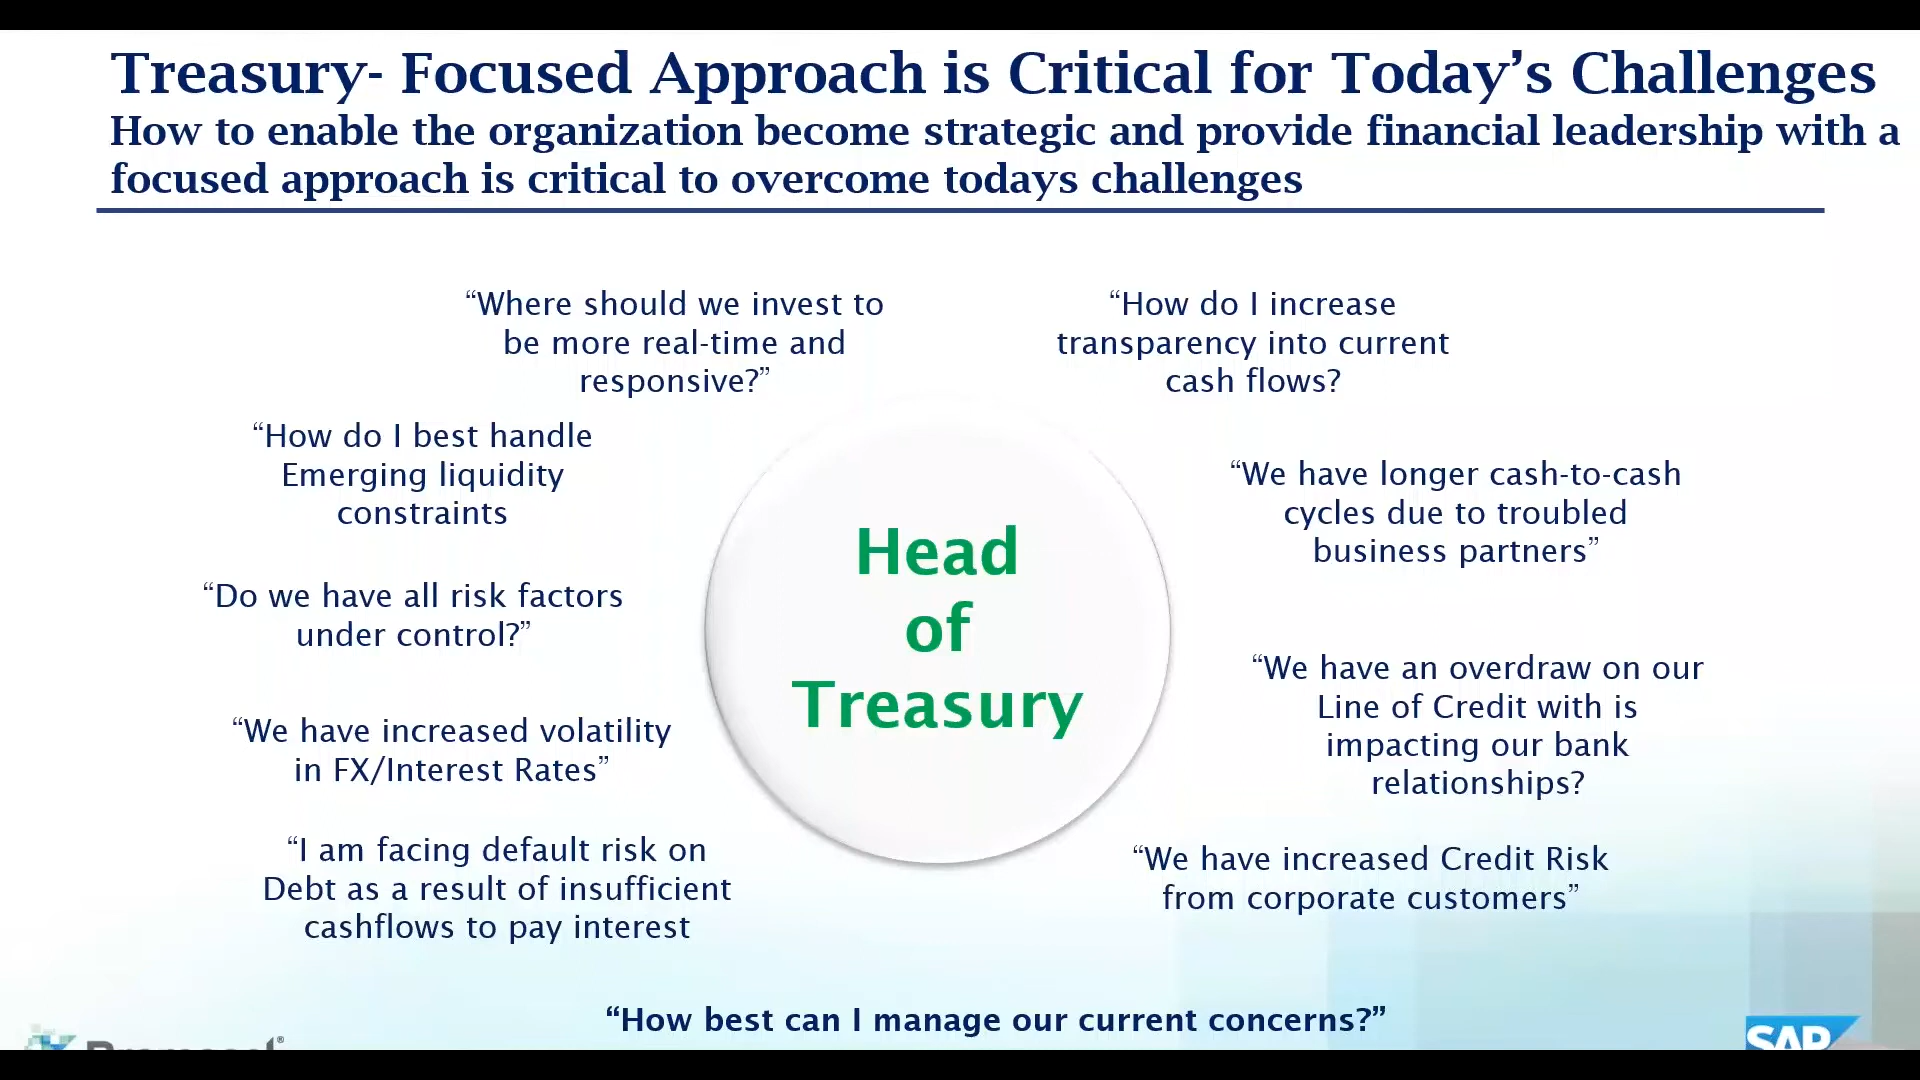 Treasury- Focused Approach is Critical for Today’s Challenges
How to enable the organization become strategic and provide financial leadership with a
focused approach is critical to overcome todays challenges
“Where should we invest to
be more real-time and
responsive?”
“How do I increase
transparency into current
cash flows?
“How do I best handle
Emerging liquidity
constraints
“We have longer cash-to-cash
cycles due to troubled
business partners”
Head
of
Treasury
“Do we have all risk factors
under control?”
“We have an overdraw on our
Line of Credit with is
impacting our bank
relationships?
“We have increased volatility
in FX/Interest Rates”
“I am facing default risk on
Debt as a result of insufficient
cashflows to pay interest
“We have increased Credit Risk
from corporate customers”
“How best can I manage our current concerns?”
SAP